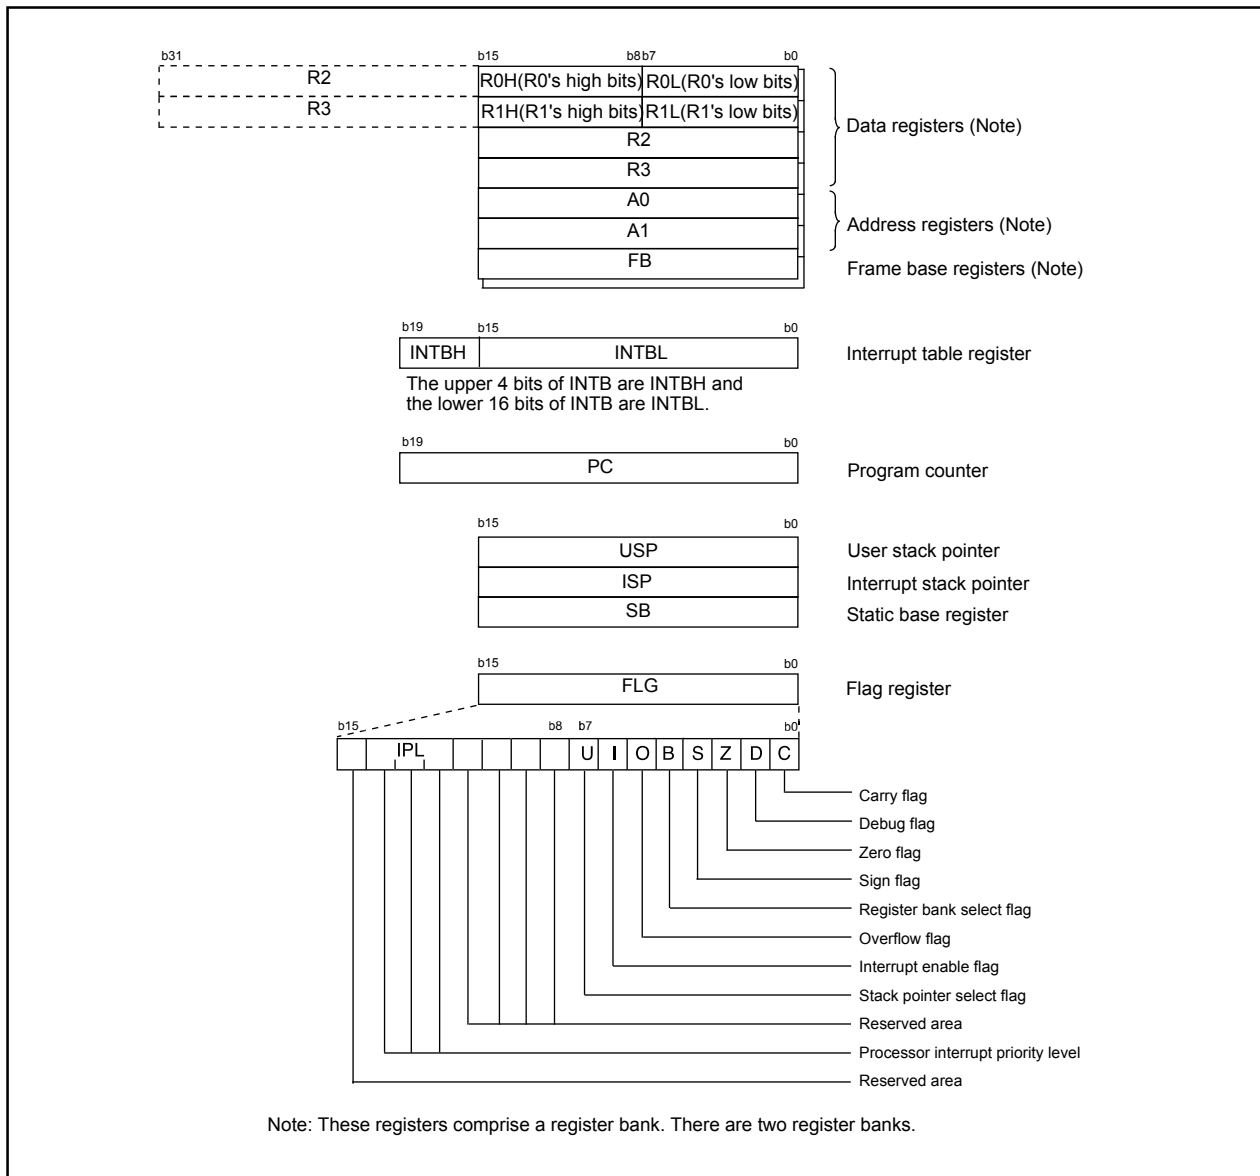 b31 b15 b8b7 b0
R2 R0H(R0's high bits) R0L(R0's low bits)
R3 R1H(R1's high bits) R1L(R1's low bits)
Data registers (Note)
R2
R3
A0
A1
Address registers (Note)
FB
Frame base registers (Note)
b19 b15 b0
INTBH INTBL Interrupt table register
The upper 4 bits of INTB are INTBH and
the lower 16 bits of INTB are INTBL.
b19 b0
PC Program counter
b15 b0
USP User stack pointer
ISP Interrupt stack pointer
SB Static base register
b15 b0
FLG Flag register
b15 b8 b7 b0
IPL U I O B S Z D C
Carry flag
Debug flag
Zero flag
Sign flag
Register bank select flag
Overflow flag
Interrupt enable flag
Stack pointer select flag
Reserved area
Processor interrupt priority level
Reserved area
Note: These registers comprise a register bank. There are two register banks.